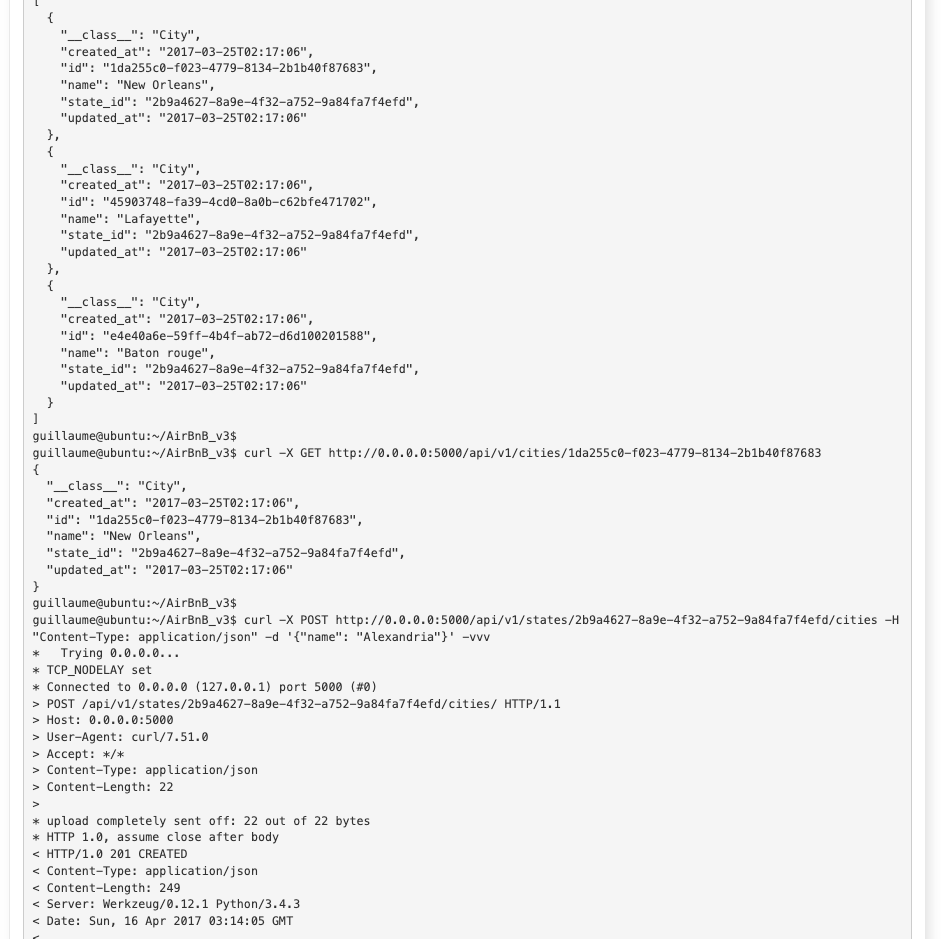 [
  {
    "__class__": "City",
    "created_at": "2017-03-25T02:17:06",
    "id": "1da255c0-f023-4779-8134-2b1b40f87683",
    "name": "New Orleans",
    "state_id": "2b9a4627-8a9e-4f32-a752-9a84fa7f4efd",
    "updated_at": "2017-03-25T02:17:06"
  },
  {
    "__class__": "City",
    "created_at": "2017-03-25T02:17:06",
    "id": "45903748-fa39-4cd0-8a0b-c62bfe471702",
    "name": "Lafayette",
    "state_id": "2b9a4627-8a9e-4f32-a752-9a84fa7f4efd",
    "updated_at": "2017-03-25T02:17:06"
  },
  {
    "__class__": "City",
    "created_at": "2017-03-25T02:17:06",
    "id": "e4e40a6e-59ff-4b4f-ab72-d6d100201588",
    "name": "Baton rouge",
    "state_id": "2b9a4627-8a9e-4f32-a752-9a84fa7f4efd",
    "updated_at": "2017-03-25T02:17:06"
  }
]
guillaume@ubuntu:~/AirBnB_v3$
guillaume@ubuntu:~/AirBnB_v3$ curl -X GET http://0.0.0.0:5000/api/v1/cities/1da255c0-f023-4779-8134-2b1b40f87683
{
  "__class__": "City",
  "created_at": "2017-03-25T02:17:06",
  "id": "1da255c0-f023-4779-8134-2b1b40f87683",
  "name": "New Orleans",
  "state_id": "2b9a4627-8a9e-4f32-a752-9a84fa7f4efd",
  "updated_at": "2017-03-25T02:17:06"
}
guillaume@ubuntu:~/AirBnB_v3$
guillaume@ubuntu:~/AirBnB_v3$ curl -X POST http://0.0.0.0:5000/api/v1/states/2b9a4627-8a9e-4f32-a752-9a84fa7f4efd/cities -H
"Content-Type: application/json" -d '{"name": "Alexandria"}' -vvv
*   Trying 0.0.0.0...
* TCP_NODELAY set
* Connected to 0.0.0.0 (127.0.0.1) port 5000 (#0)
> POST /api/v1/states/2b9a4627-8a9e-4f32-a752-9a84fa7f4efd/cities/ HTTP/1.1
> Host: 0.0.0.0:5000
> User-Agent: curl/7.51.0
> Accept: */*
> Content-Type: application/json
> Content-Length: 22
>
* upload completely sent off: 22 out of 22 bytes
* HTTP 1.0, assume close after body
< HTTP/1.0 201 CREATED
< Content-Type: application/json
< Content-Length: 249
< Server: Werkzeug/0.12.1 Python/3.4.3
< Date: Sun, 16 Apr 2017 03:14:05 GMT
<